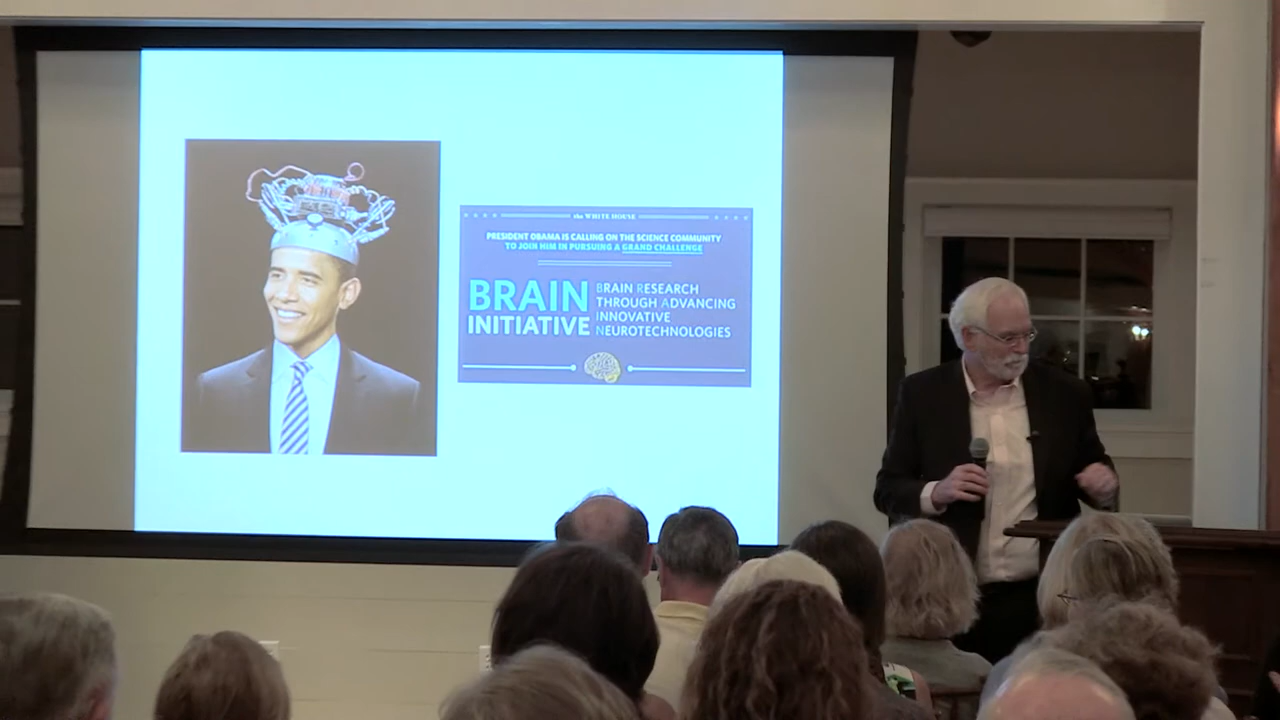 the WHITE HOUSE
PRESIDENT OBAMA IS CALLING ON THE SCIENCE COMMUNITY
TO JOIN HIM IN PURSUING A GRAND CHALLENGE
BRAIN
INITIATIVE
BRAIN RESEARCH
THROUGH ADVANCING
INNOVATIVE
NEUROTECHNOLOGIES